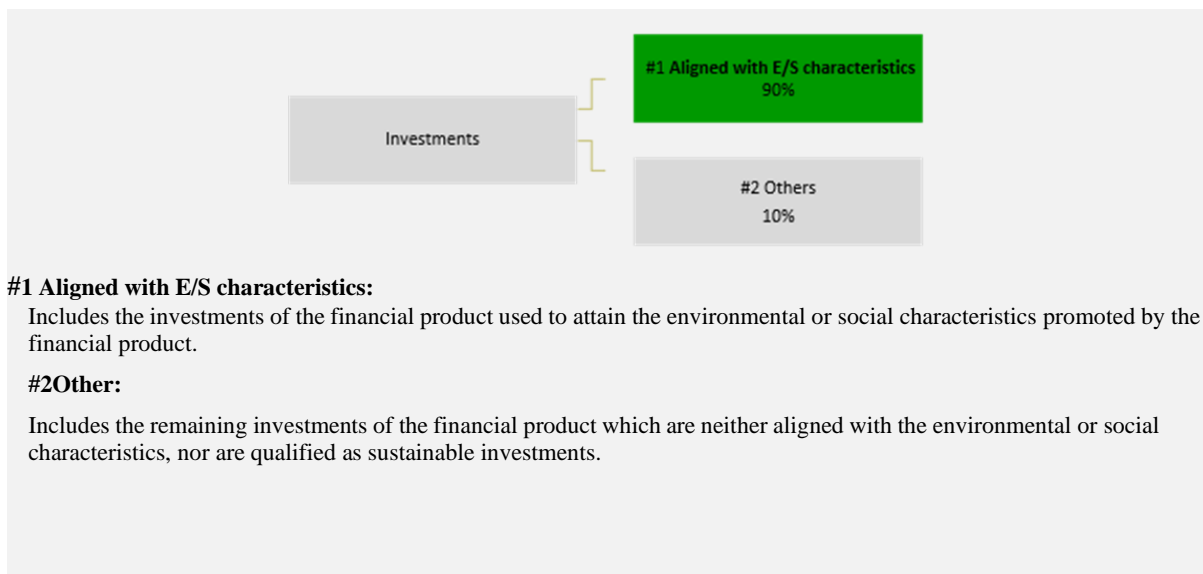 #1 Aligned with E/S characteristics
90%
Investments
#2 Others
10%
#1 Aligned with E/S characteristics:
Includes the investments of the financial product used to attain the environmental or social characteristics promoted by the
financial product.
#2Other:
Includes the remaining investments of the financial product which are neither aligned with the environmental or social
characteristics, nor are qualified as sustainable investments.